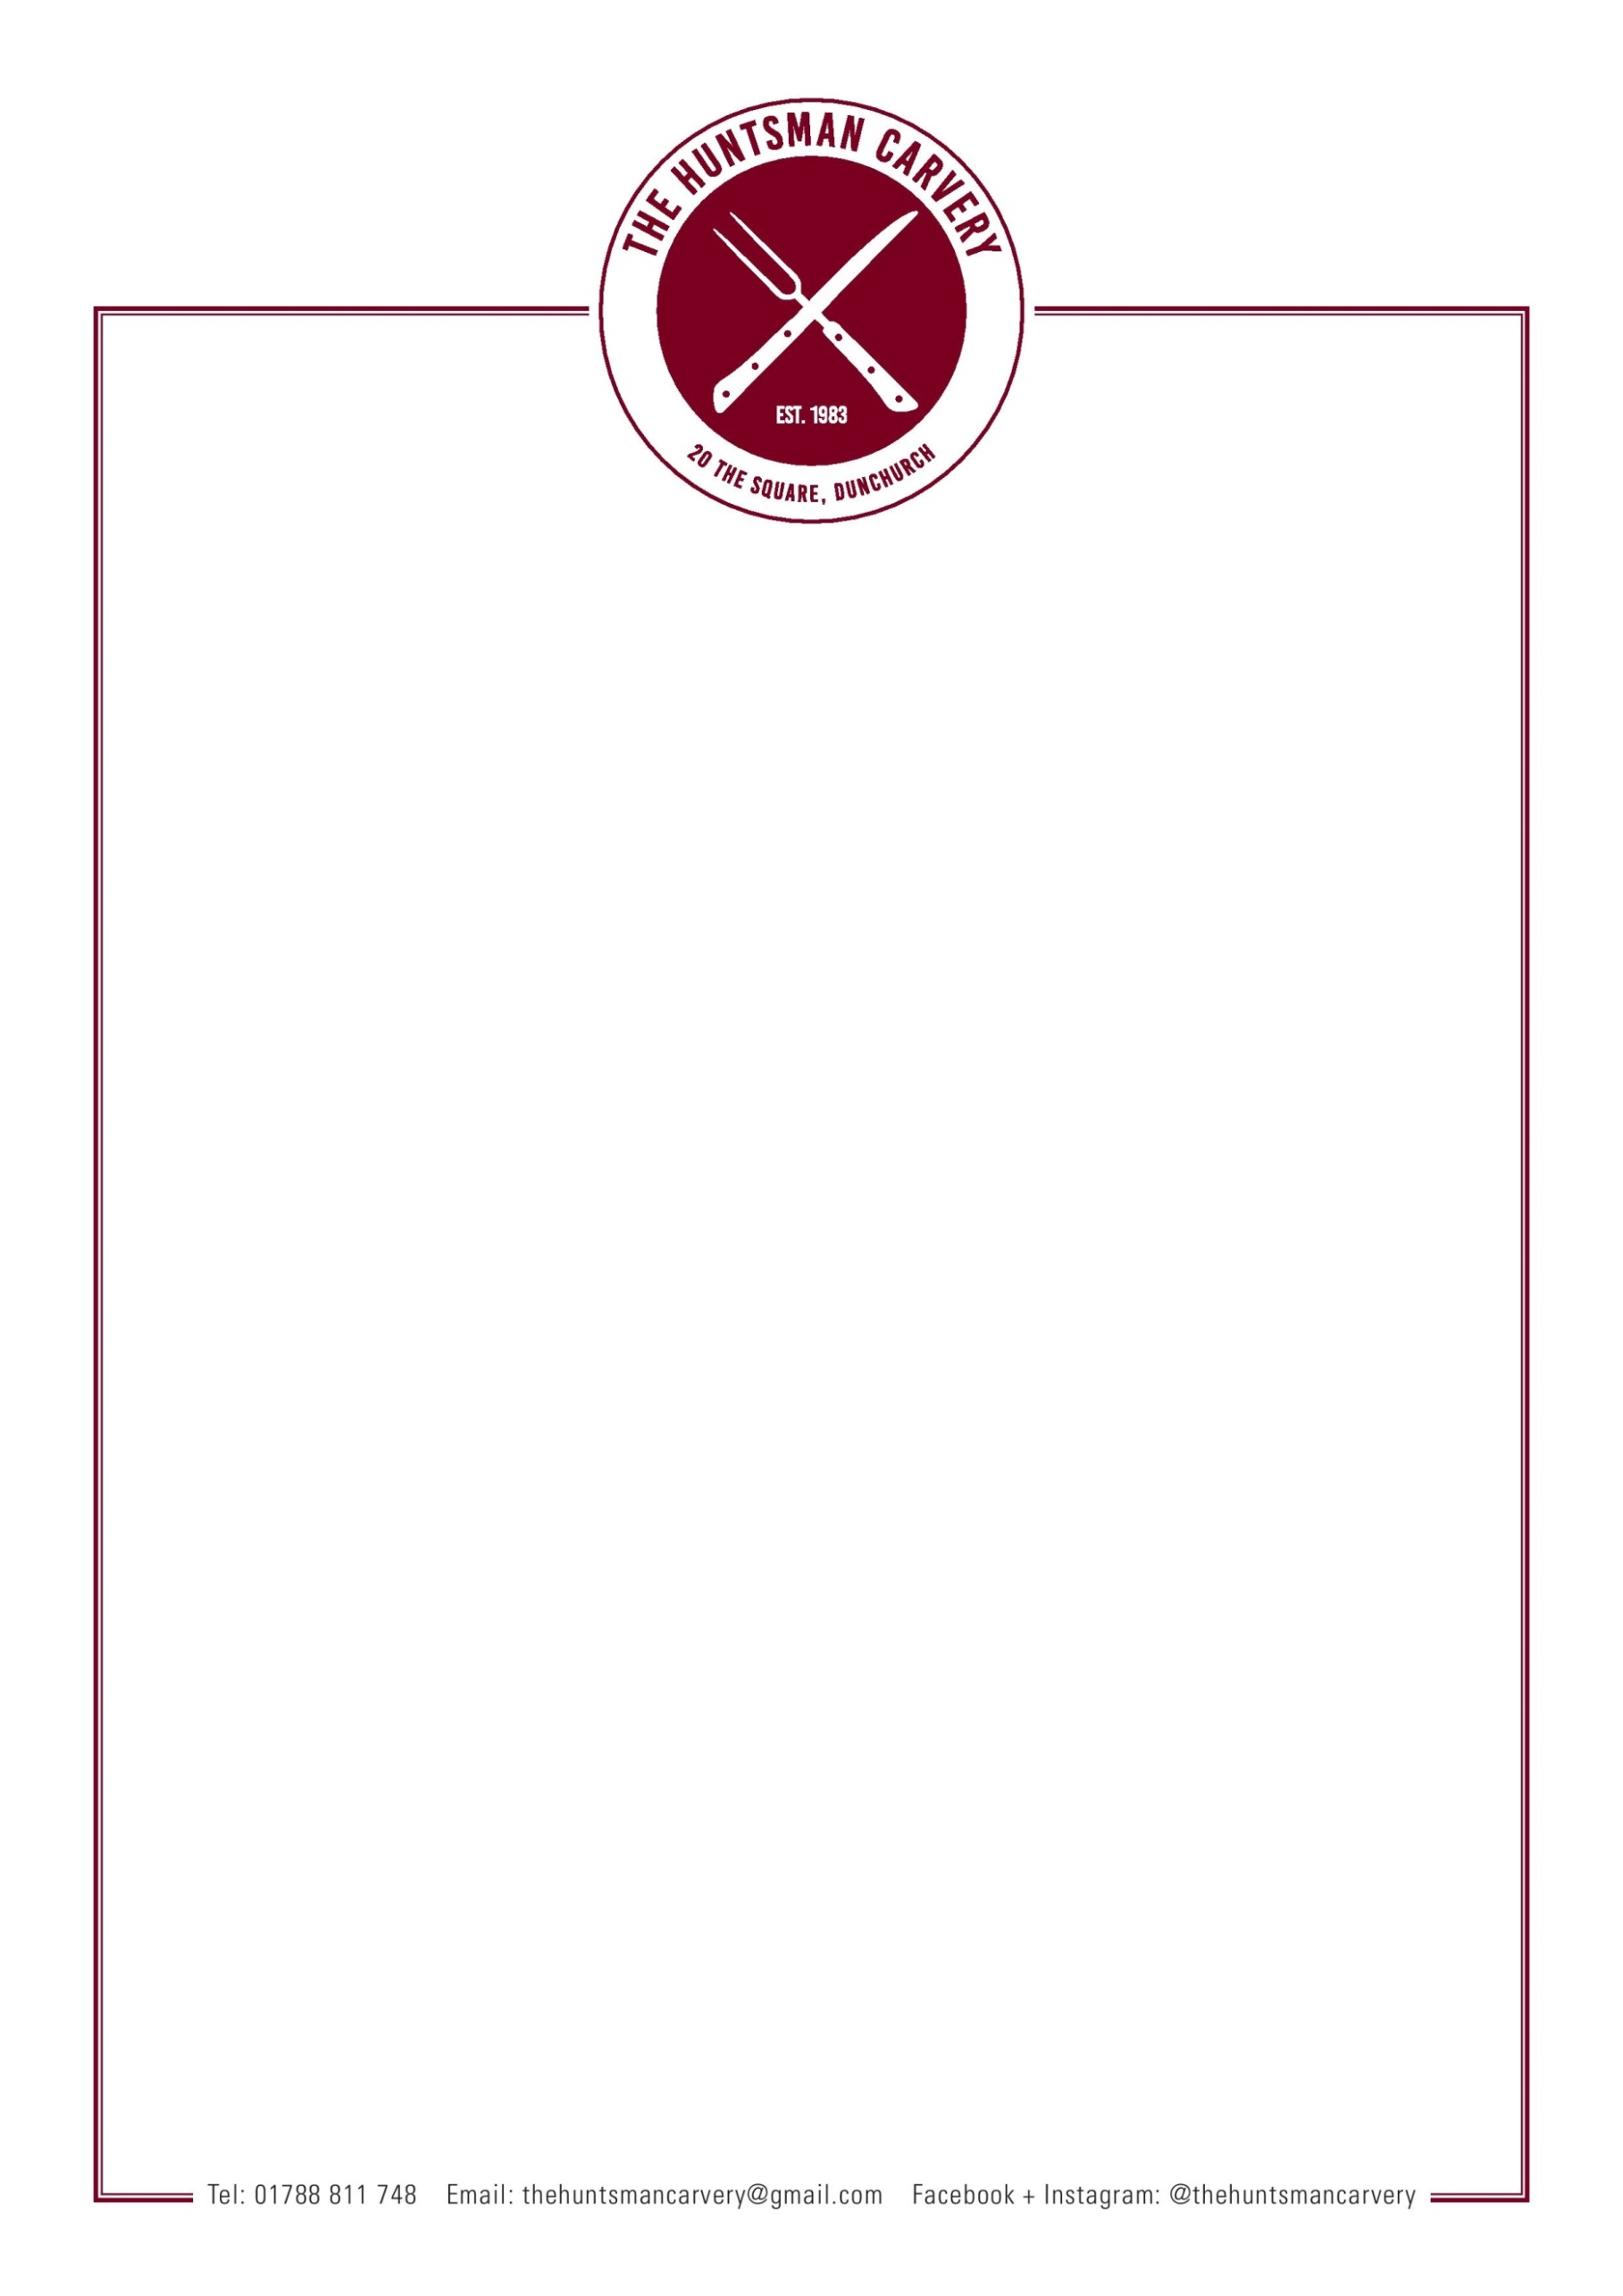 THE HUNTSMAN CARVERY
EST. 1983
20 THE SQUARE, DUNCHURCH
Tel: 01788 811 748 Email: thehuntsmancarvery@gmail.com Facebook + Instagram: @thehuntsmancarvery